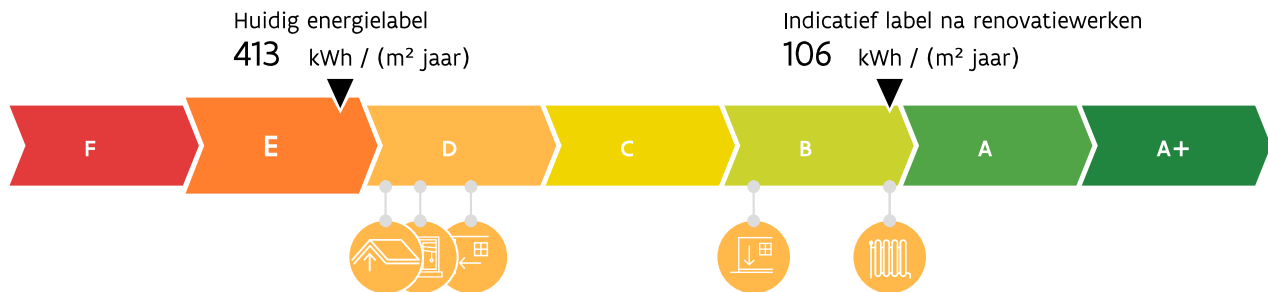 Huidig energielabel
413 kWh / (m² jaar)
Indicatief label na renovatiewerken
106 kWh / (m² jaar)
F E D C B A A+